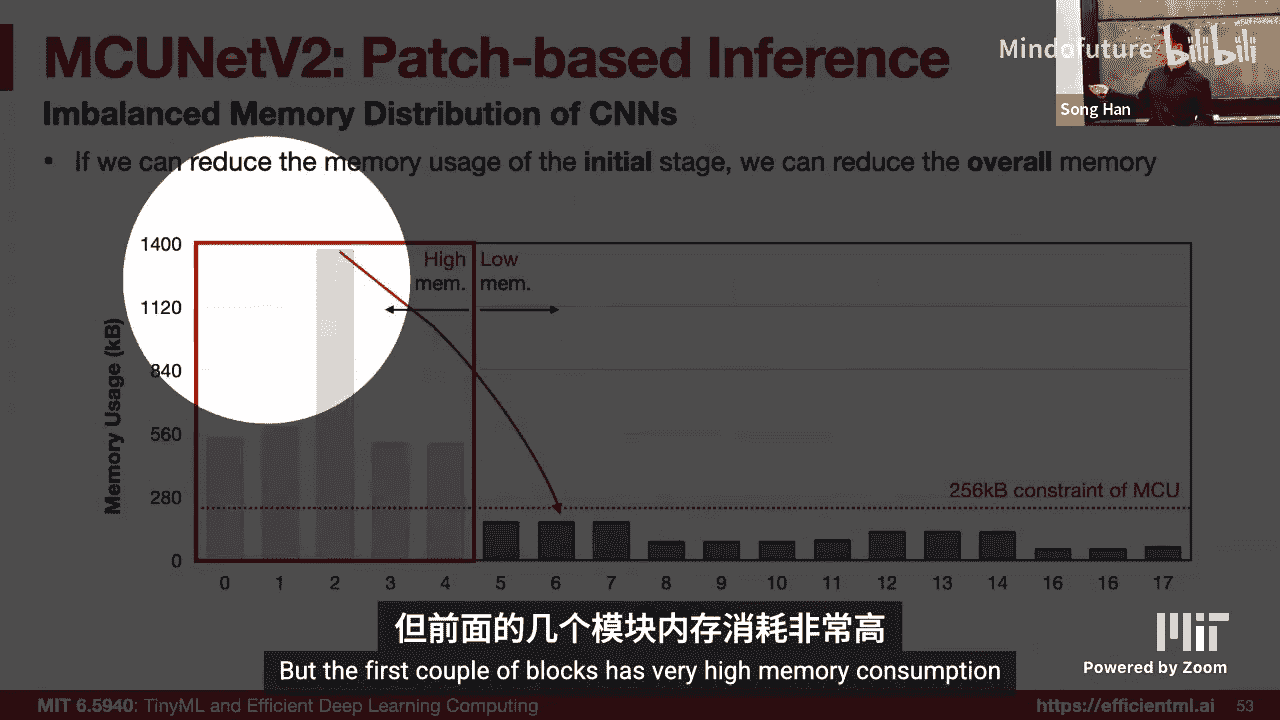 MCUNetV2: Patch-based Inference
Mindofuture bilibili
Song Han
Imbalanced Memory Distribution of CNNs
• If we can reduce the memory usage of the initial stage, we can reduce the overall memory
Memory Usage (kB)
1400
1120
840
560
280
0
High mem.
Low mem.
256kB constraint of MCU
0 1 2 3 4 5 6 7 8 9 10 11 12 13 14 16 16 17
但前面的几个模块内存消耗非常高
But the first couple of blocks has very high memory consumption
MIT
Powered by Zoom
MIT 6.5940: TinyML and Efficient Deep Learning Computing
https://efficientml.ai
53